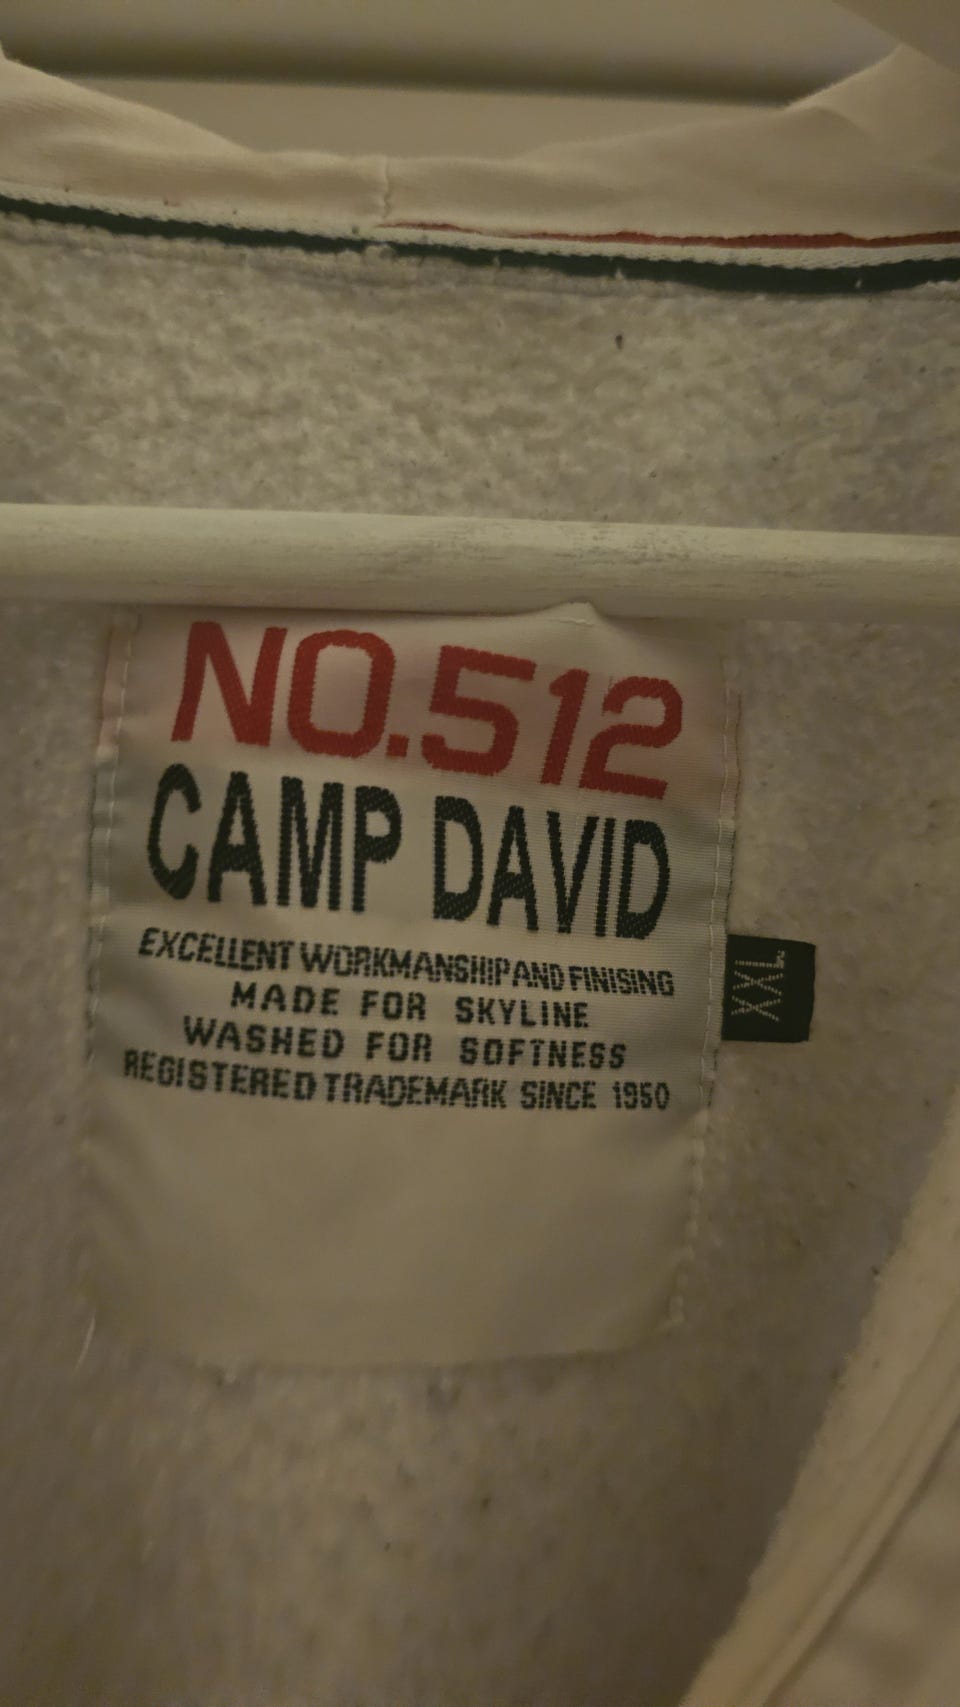 NO.512
CAMP DAVID
EXCELLENT WORKMANSHIP AND FINISING
MADE FOR SKYLINE
WASHED FOR SOFTNESS
REGISTERED TRADEMARK SINCE 1950
XXL